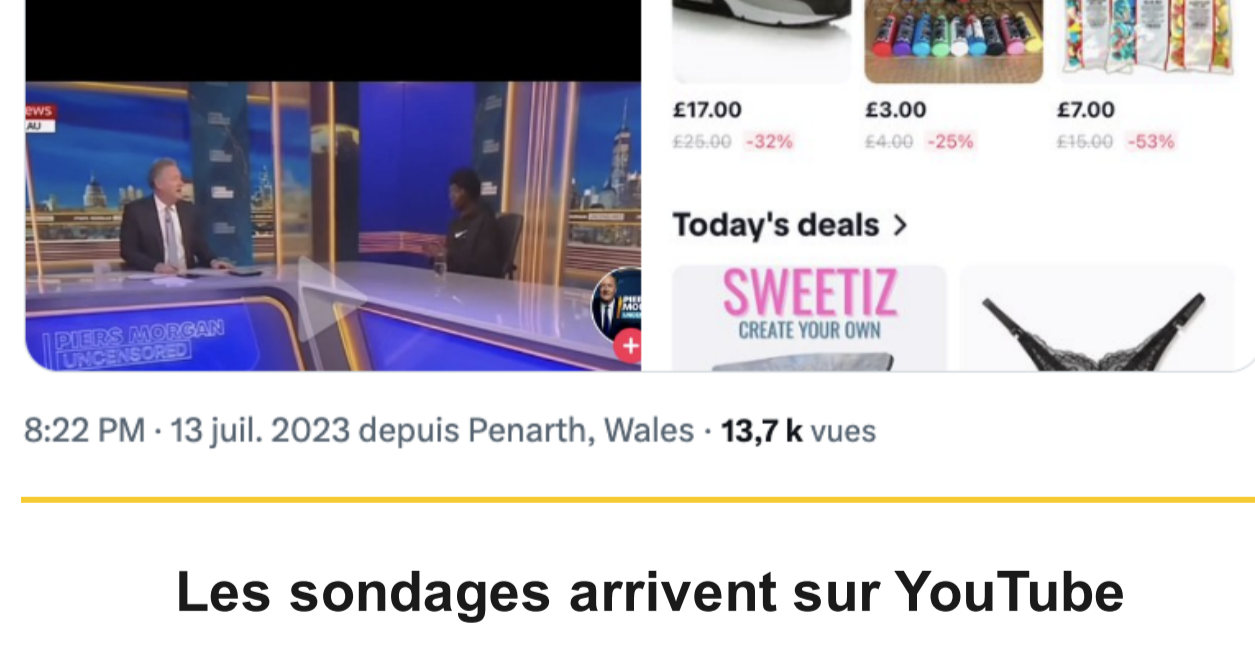 ews
AU
PIERS MORGAN
UNCENSORED
£17.00
£25.00 -32%
£3.00
£4.00 -25%
£7.00
£15.00 -53%
Today's deals >
SWEETIZ
CREATE YOUR OWN
8:22 PM · 13 juil. 2023 depuis Penarth, Wales · 13,7 k vues
Les sondages arrivent sur YouTube